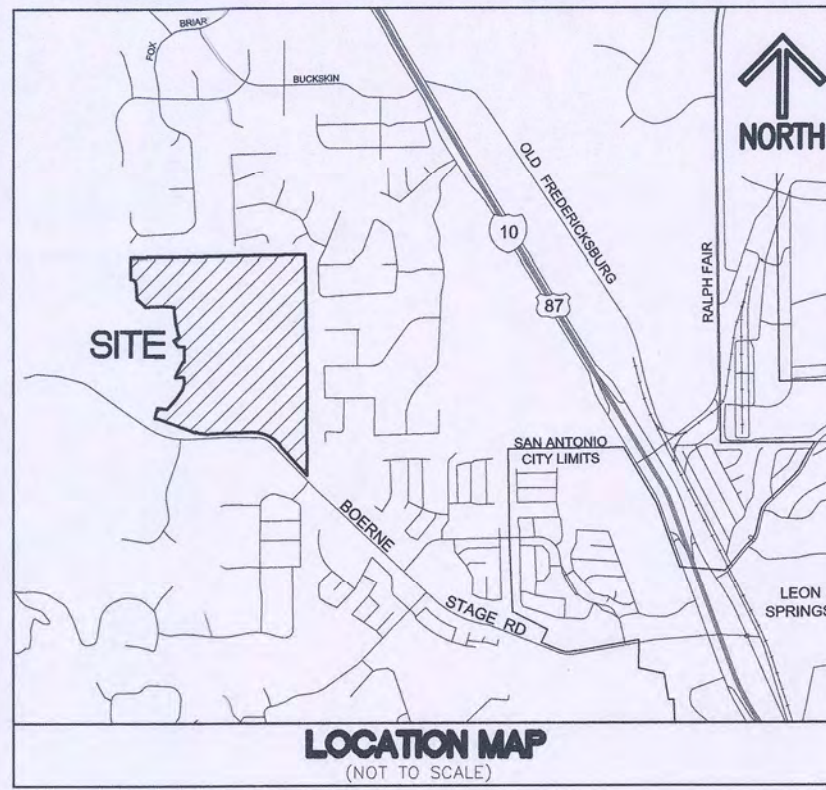 BRIAR
FOX
BUCKSKIN
NORTH
OLD FREDERICKSBURG
10
87
RALPH FAIR
SITE
SAN ANTONIO
CITY LIMITS
BOERNE
STAGE RD
LEON
SPRINGS
LOCATION MAP
(NOT TO SCALE)